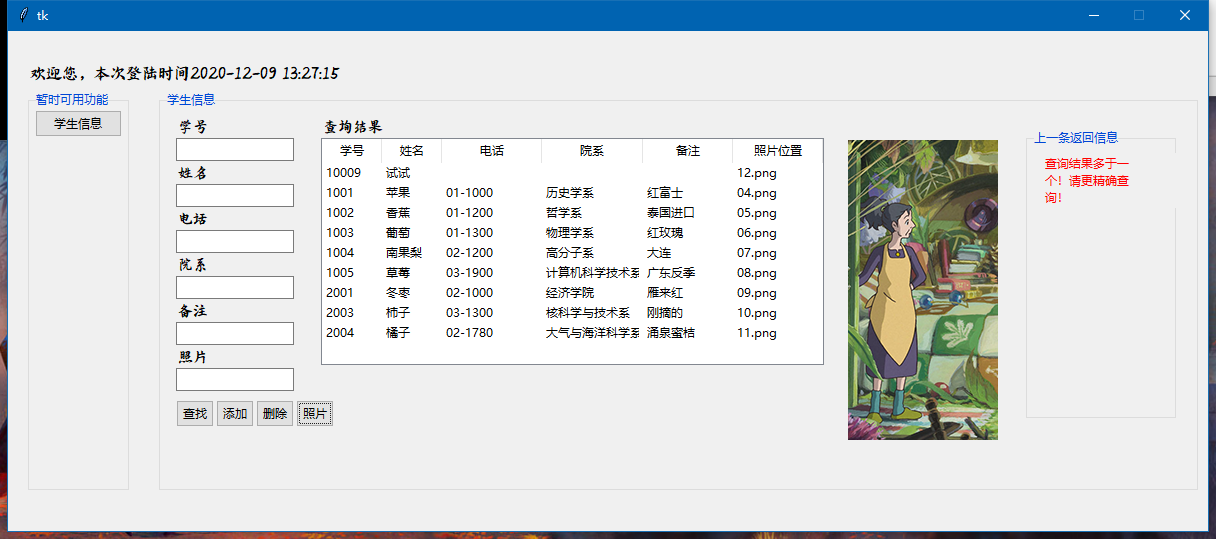 tk
欢迎您，本次登陆时间2020-12-09 13:27:15
暂时可用功能
学生信息
学生信息
学号
姓名
电话
院系
备注
照片
查找 添加 删除 照片
查询结果
学号 姓名 电话 院系 备注 照片位置
10009 试试 12.png
1001 苹果 01-1000 历史学系 红富士 04.png
1002 香蕉 01-1200 哲学系 泰国进口 05.png
1003 葡萄 01-1300 物理学系 红玫瑰 06.png
1004 南果梨 02-1200 高分子系 大连 07.png
1005 草莓 03-1900 计算机科学技术系 广东反季 08.png
2001 冬枣 02-1000 经济学院 雁来红 09.png
2003 柿子 03-1300 核科学与技术系 刚摘的 10.png
2004 橘子 02-1780 大气与海洋科学系 涌泉蜜桔 11.png
上一条返回信息
查询结果多于一
个！请更精确查
询！